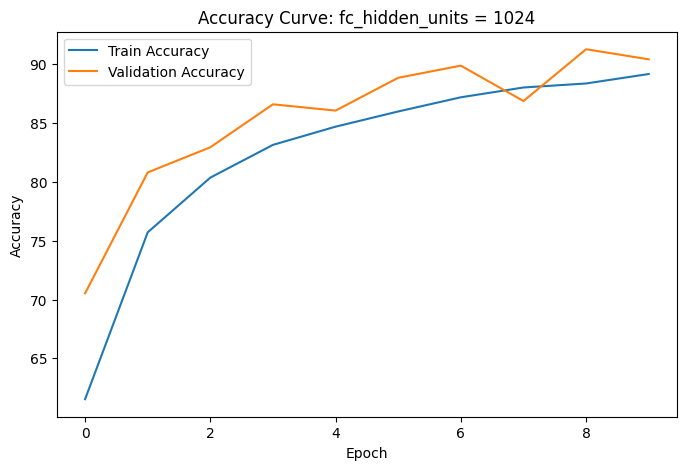 Accuracy Curve: fc_hidden_units = 1024
Train Accuracy
Validation Accuracy
90
85
80
75
70
65
Accuracy
0 2 4 6 8
Epoch